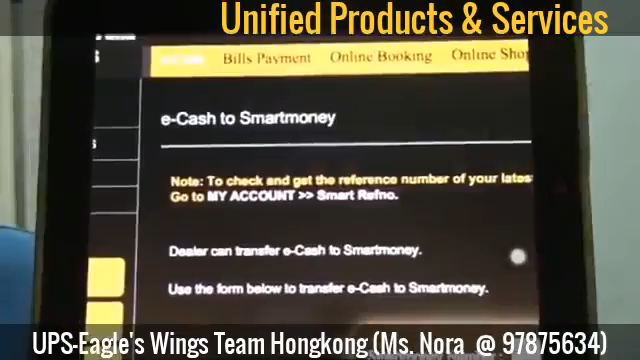 Unified Products & Services
Bills Payment Online Booking Online Shop
e-Cash to Smartmoney
Note: To check and get the reference number of your lates
Go to MY ACCOUNT >> Smart Refno.
Dealer can transfer e-Cash to Smartmoney.
Use the form below to transfer e-Cash to Smartmoney.
UPS-Eagle's Wings Team Hongkong (Ms. Nora @ 97875634)